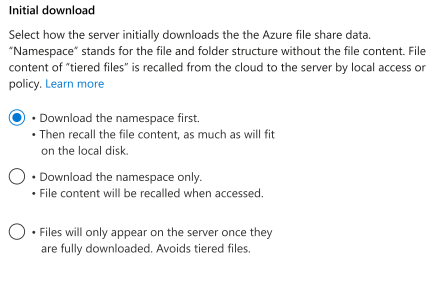 Initial download
Select how the server initially downloads the the Azure file share data.
"Namespace" stands for the file and folder structure without the file content. File
content of "tiered files" is recalled from the cloud to the server by local access or
policy. Learn more
• Download the namespace first.
• Then recall the file content, as much as will fit
on the local disk.
• Download the namespace only.
• File content will be recalled when accessed.
• Files will only appear on the server once they
are fully downloaded. Avoids tiered files.